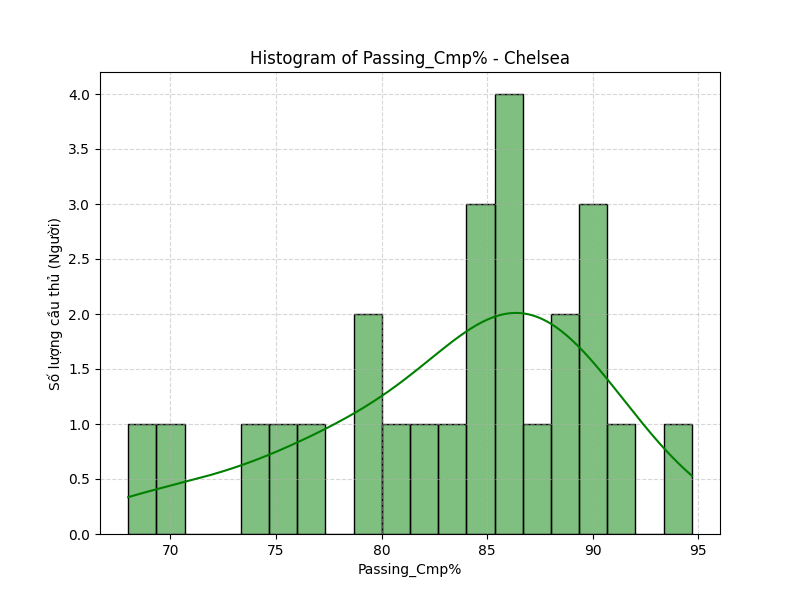 Histogram of Passing_Cmp% - Chelsea
4.0
3.5
3.0
2.5
2.0
1.5
1.0
0.5
0.0
Số lượng cầu thủ (Người)
70 75 80 85 90 95
Passing_Cmp%